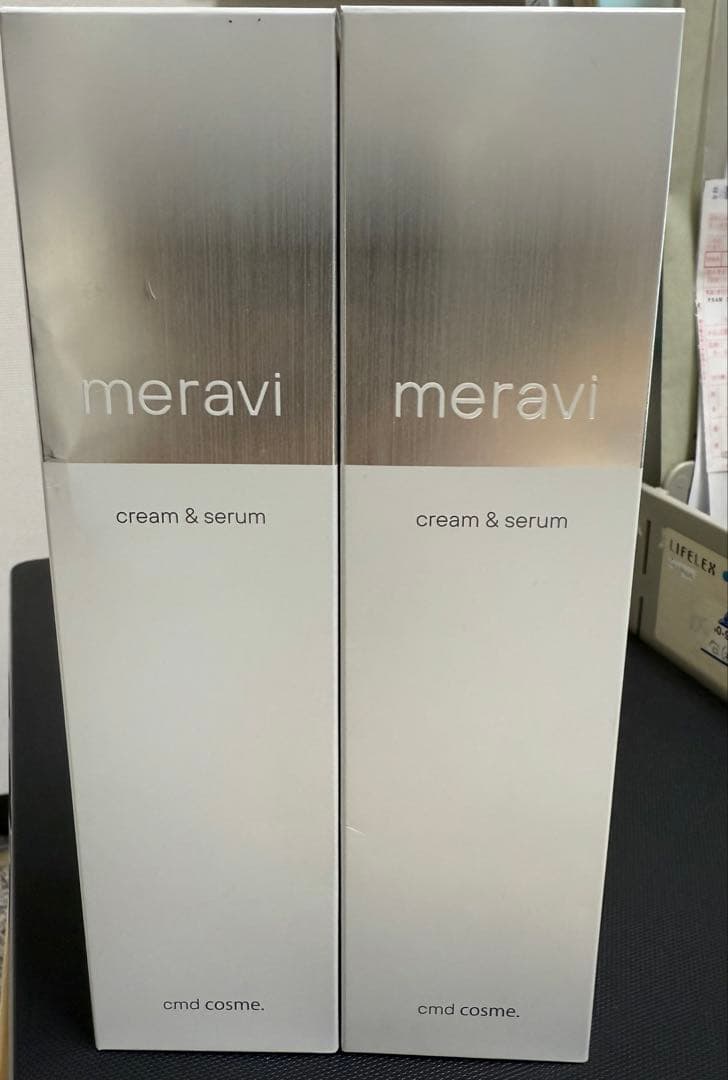 meravi
cream & serum
cmd cosme.
meravi
cream & serum
cmd cosme.
LIFELEX